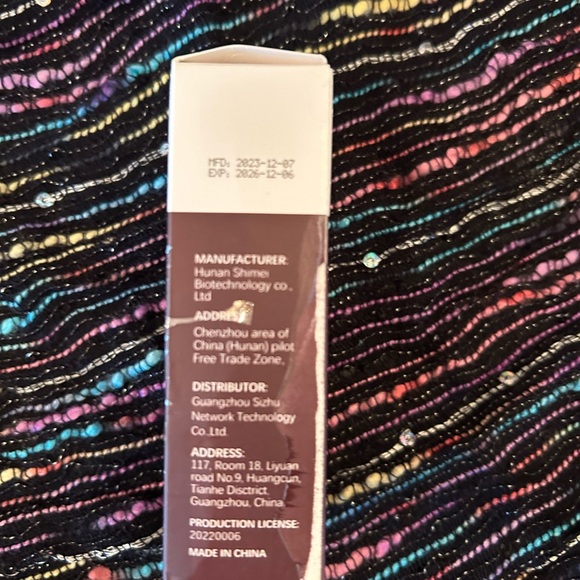 MFD: 2023-12-07
EXP: 2026-12-06
MANUFACTURER:
Hunan Shimei
Biotechnology co.,
Ltd
ADDRESS:
Chenzhou area of
China (Hunan) pilot
Free Trade Zone,
DISTRIBUTOR:
Guangzhou Sizhu
Network Technology
Co.,Ltd.
ADDRESS:
117, Room 18, Liyuan
road No.9, Huangcun,
Tianhe Disctrict,
Guangzhou, China
PRODUCTION LICENSE:
20220006
MADE IN CHINA